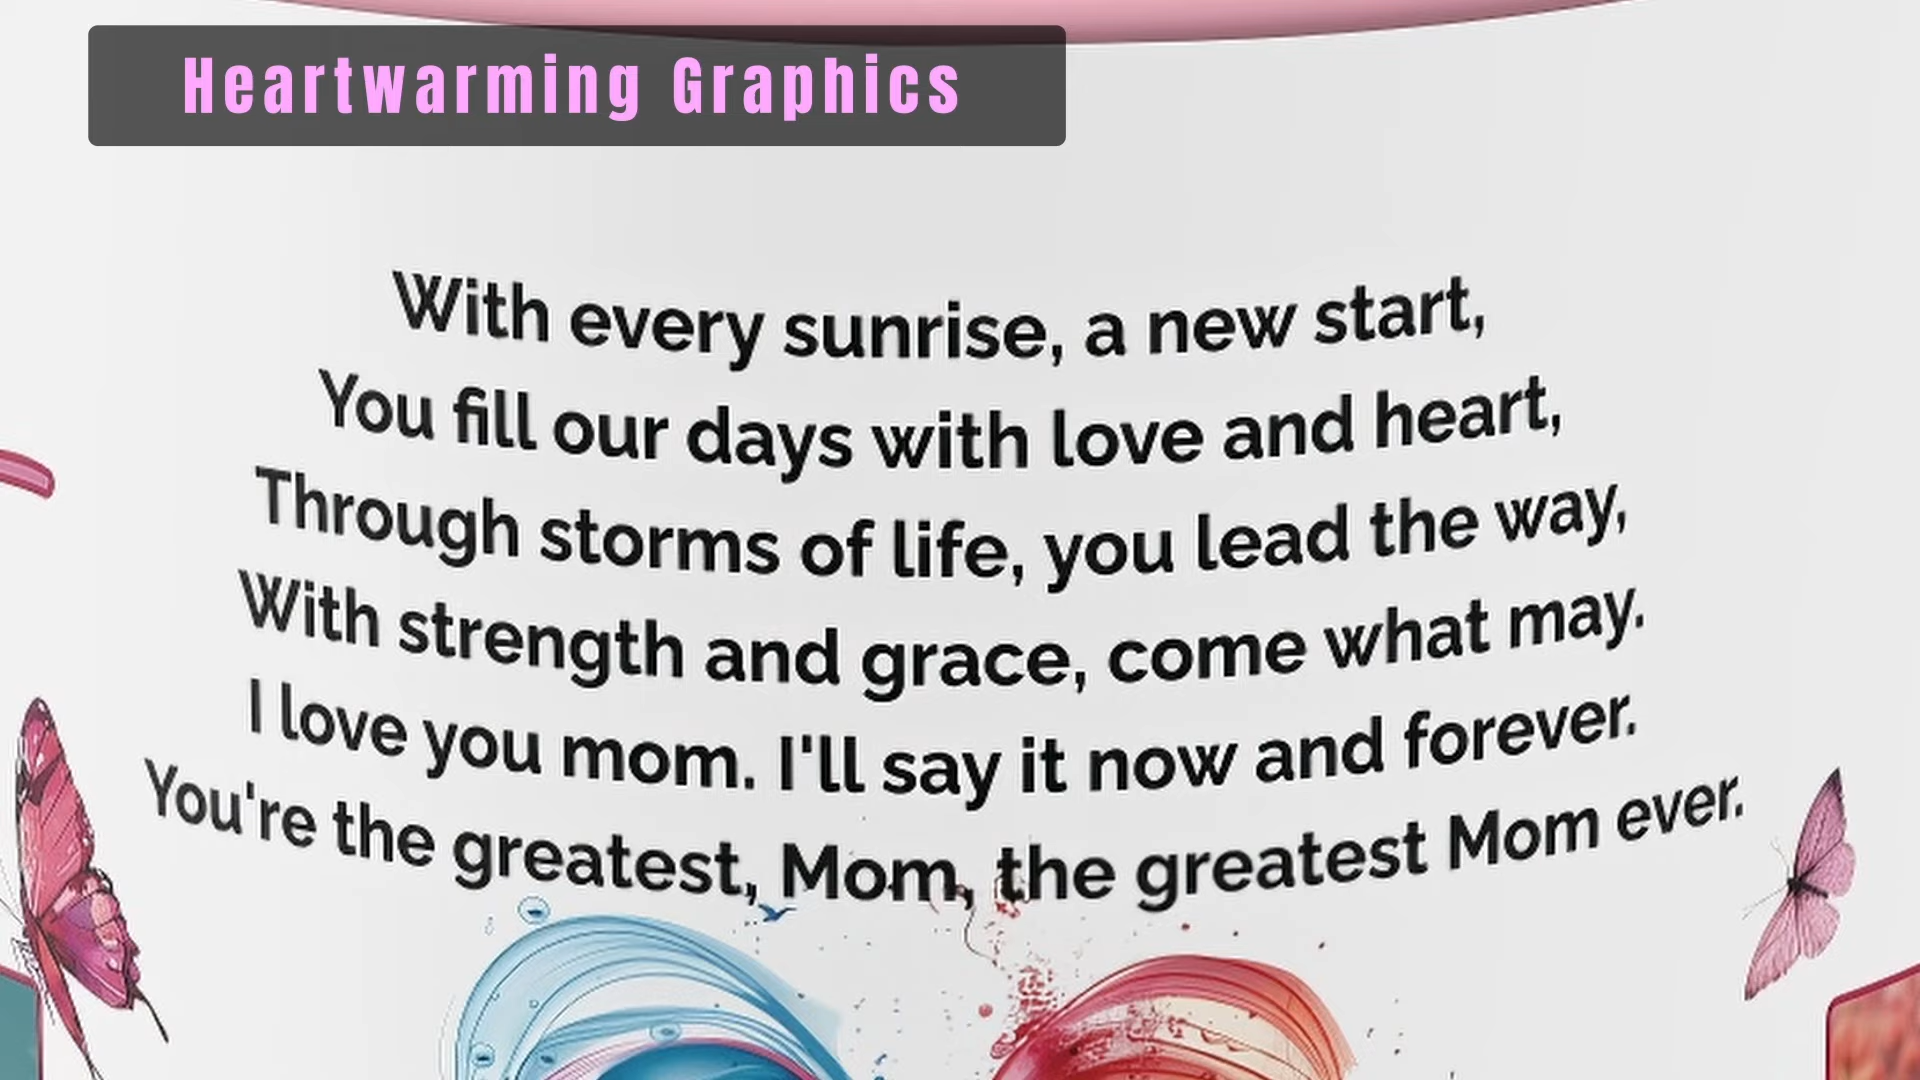 Heartwarming Graphics
With every sunrise, a new start,
You fill our days with love and heart,
Through storms of life, you lead the way,
With strength and grace, come what may.
I love you mom. I'll say it now and forever.
You're the greatest, Mom, the greatest Mom ever.